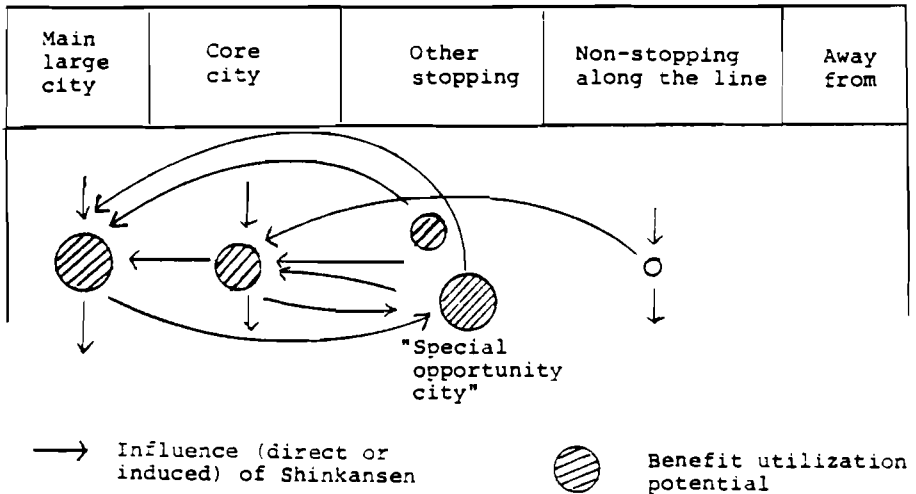 Main
large
city
Core
city
Other
stopping
Non-stopping
along the line
Away
from
"Special
opportunity
city"
Influence (direct or
induced) of Shinkansen
Benefit utilization
potential